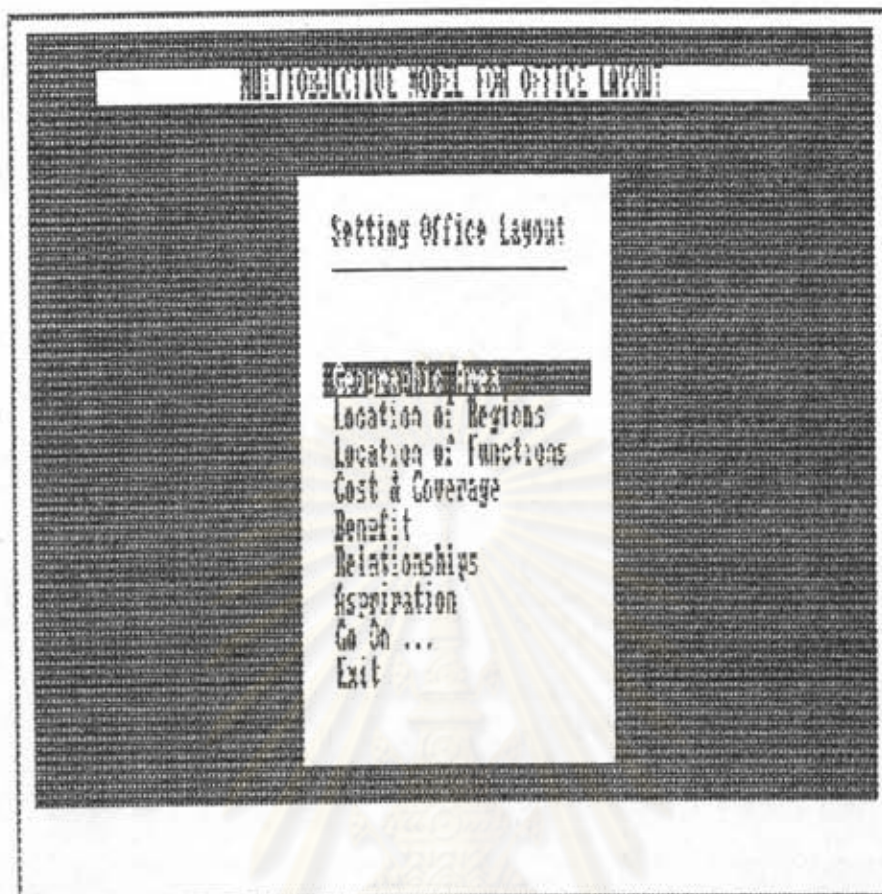 MULTIOBJECTIVE MODEL FOR OFFICE LAYOUT
Setting Office Layout
Geographic Area
Location of Regions
Location of Functions
Cost & Coverage
Benefit
Relationships
Asppiration
Go On ...
Exit